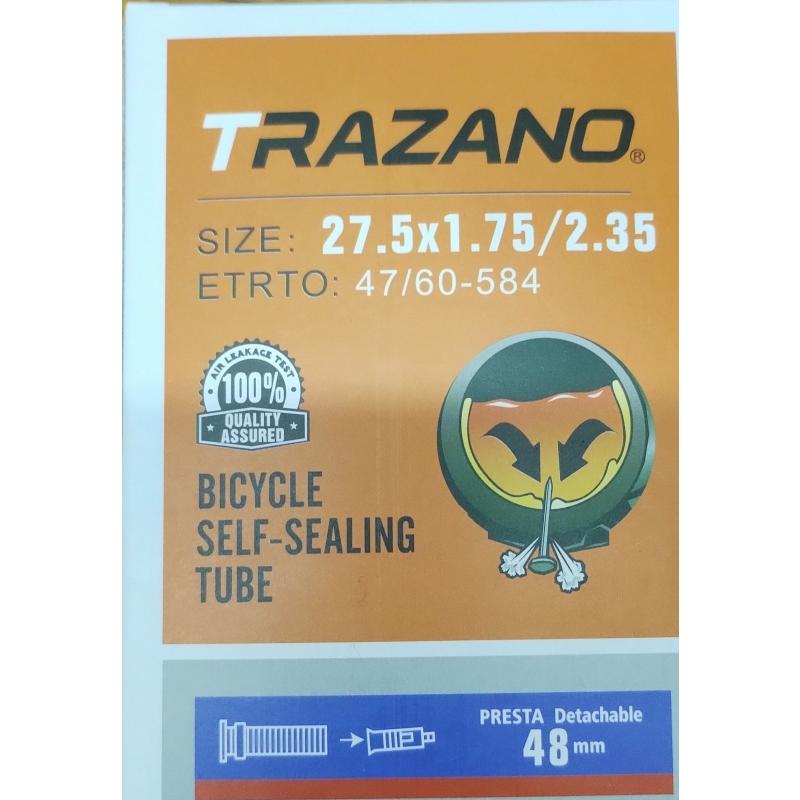 TRAZANO®
SIZE: 27.5x1.75/2.35
ETRTO: 47/60-584
AIR LEAKAGE TEST
100%
QUALITY
ASSURED
BICYCLE
SELF-SEALING
TUBE
PRESTA Detachable
48mm